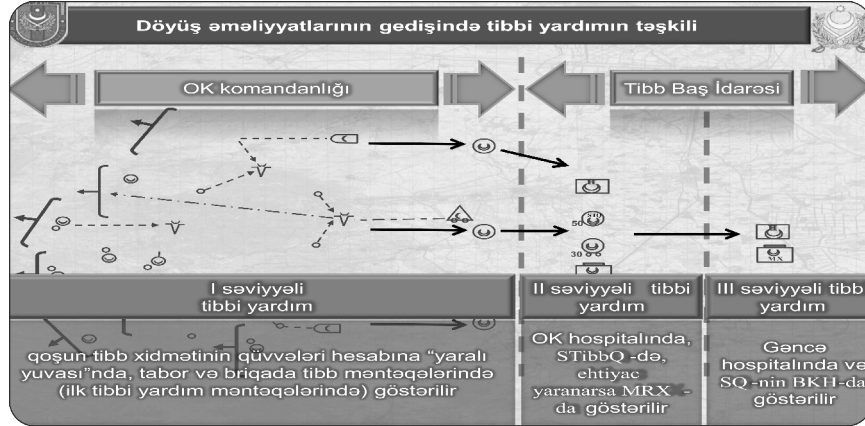 Döyüş əməliyyatlarının gedişində tibbi yardımın təşkili
OK komandanlığı
Tibb Baş İdarəsi
STQ
50
30
MX
I səviyyəli
tibbi yardım
II səviyyəli tibbi
yardım
III səviyyəli tibb
yardım
qoşun tibb xidmətinin qüvvələri hesabına “yaralı
yuvası”nda, tabor və briqada tibb məntəqələrində
(ilk tibbi yardım məntəqələrində) göstərilir
OK hospitalında,
STibbQ -də,
ehtiyac
yaranarsa MRX -
da göstərilir
Gəncə
hospitalında və
SQ-nin BKH-da
göstərilir